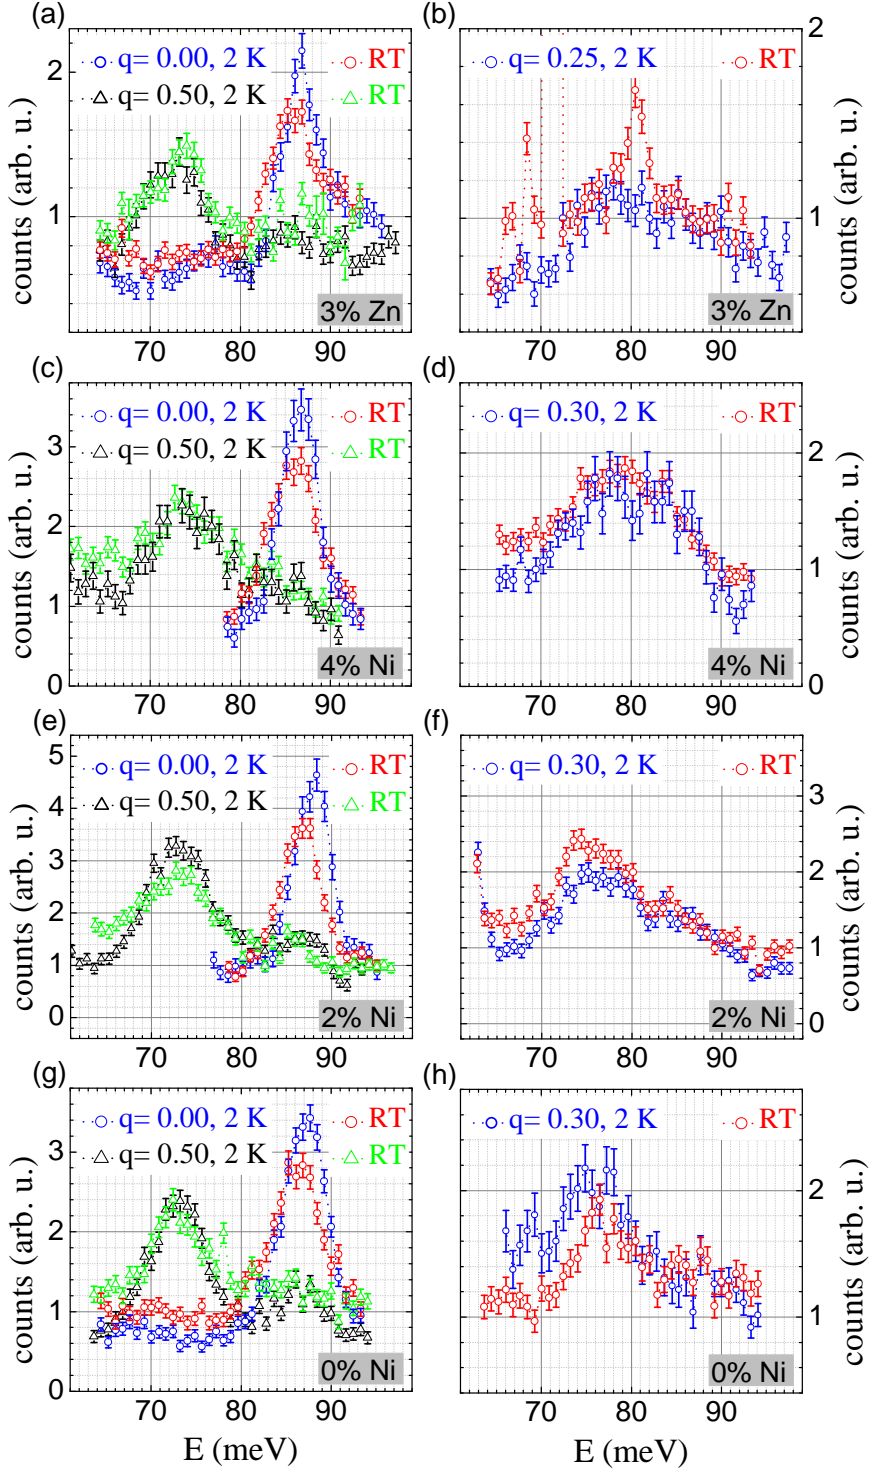 (a)
(b)
q= 0.00, 2 K RT
q= 0.50, 2 K RT
q= 0.25, 2 K RT
2
1
2
1
counts (arb. u.)
counts (arb. u.)
3% Zn
3% Zn
70 80 90
70 80 90
(c)
(d)
q= 0.00, 2 K RT
q= 0.50, 2 K RT
q= 0.30, 2 K RT
3
2
1
0
2
1
0
counts (arb. u.)
counts (arb. u.)
4% Ni
4% Ni
70 80 90
70 80 90
(e)
(f)
q= 0.00, 2 K RT
q= 0.50, 2 K RT
q= 0.30, 2 K RT
5
4
3
2
1
0
3
2
1
0
counts (arb. u.)
counts (arb. u.)
2% Ni
2% Ni
70 80 90
70 80 90
(g)
(h)
q= 0.00, 2 K RT
q= 0.50, 2 K RT
q= 0.30, 2 K RT
3
2
1
0
2
1
counts (arb. u.)
counts (arb. u.)
0% Ni
0% Ni
70 80 90
70 80 90
E (meV)
E (meV)